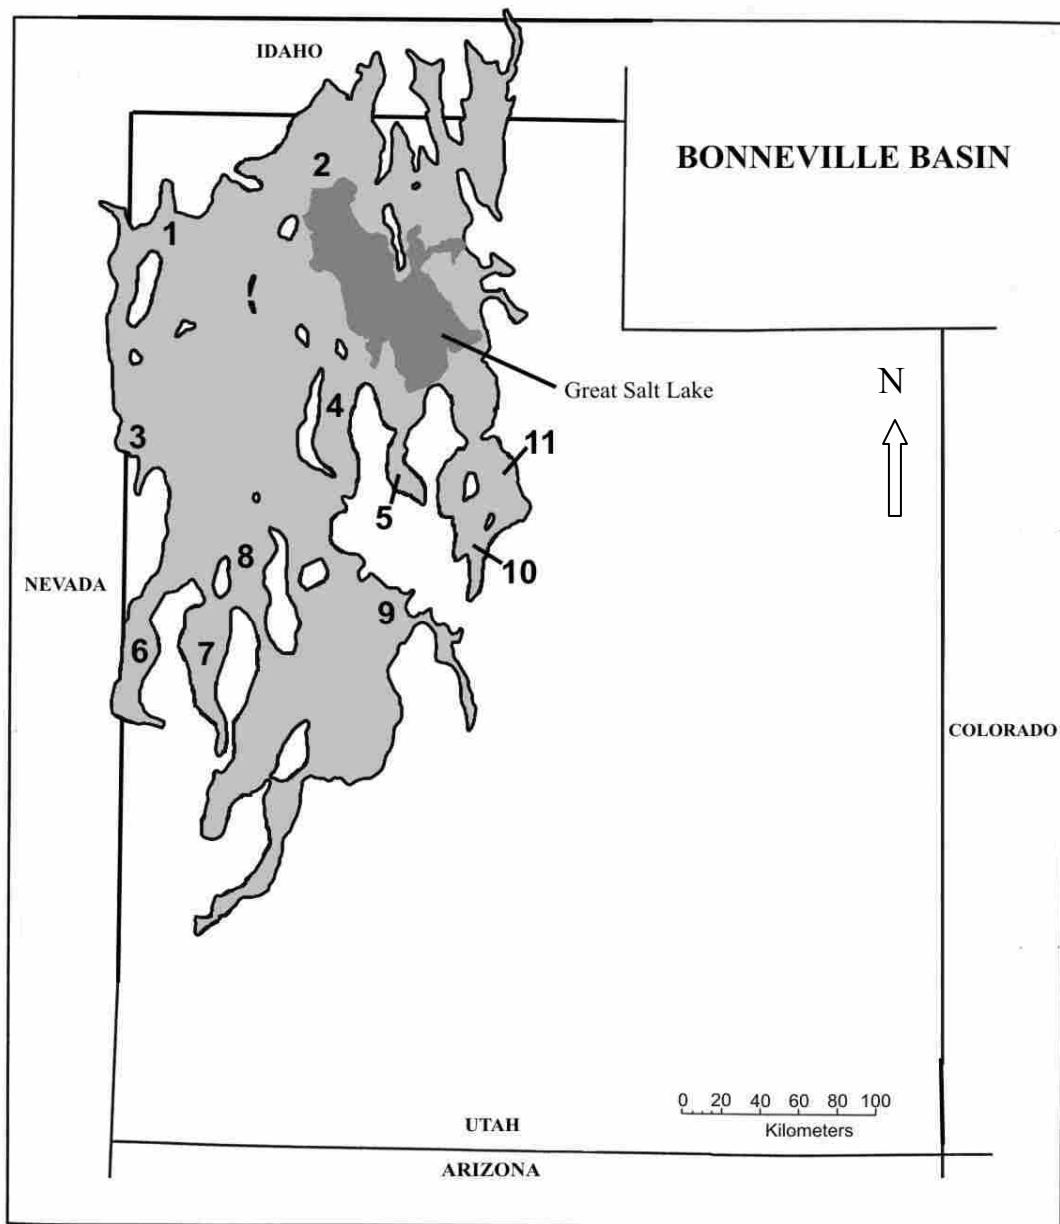 IDAHO
BONNEVILLE BASIN
2
1
Great Salt Lake
N
4
3
11
5
8
10
NEVADA
9
6
7
COLORADO
0 20 40 60 80 100
Kilometers
UTAH
ARIZONA